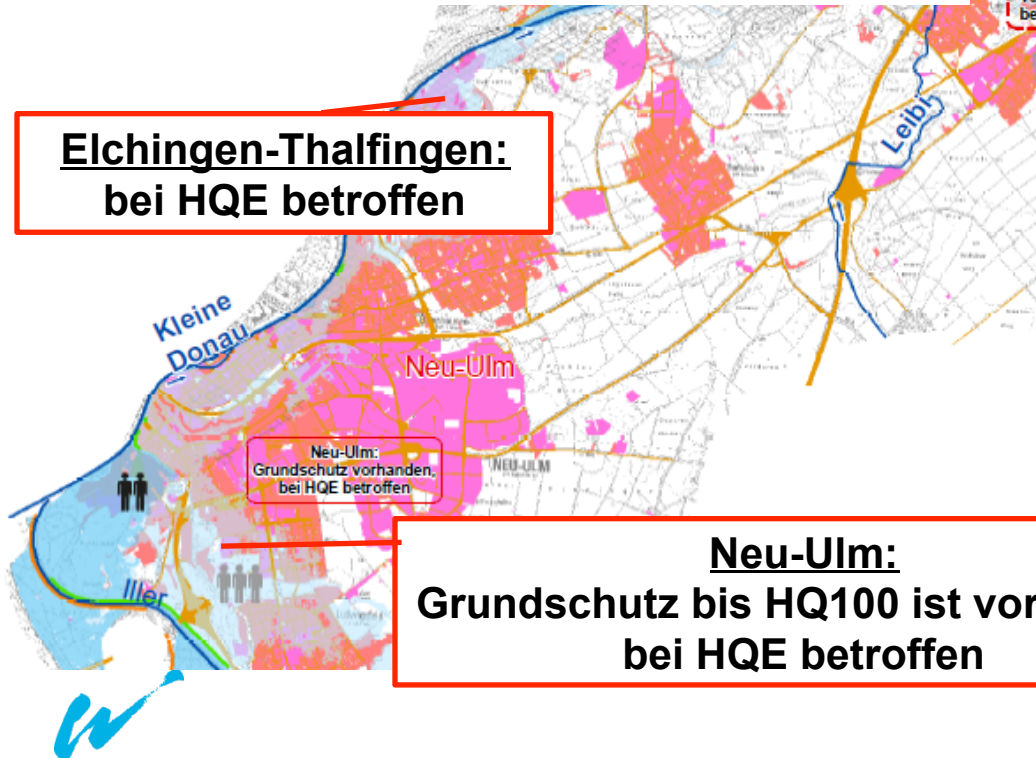 be
Elchingen-Thalfingen:
bei HQE betroffen
Leibi
Kleine
Donau
Neu-Ulm
Neu-Ulm:
Grundschutz vorhanden,
bei HQE betroffen
NEU-ULM
Iller
Neu-Ulm:
Grundschutz bis HQ100 ist vor
bei HQE betroffen